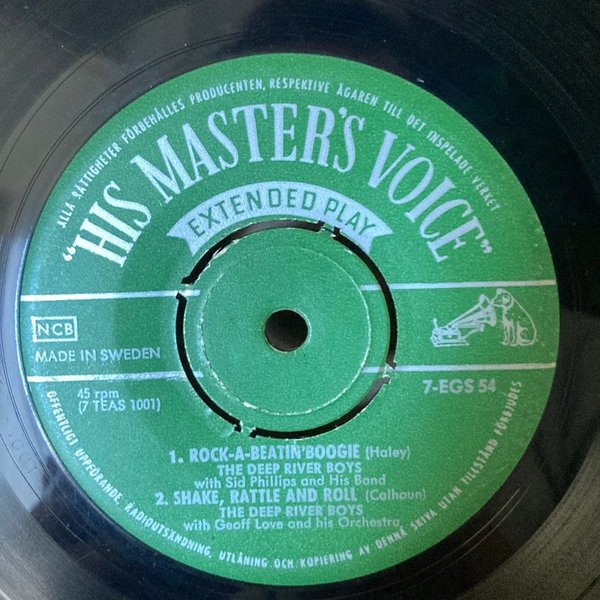 ALLA RÄTTIGHETER FÖRBEHÅLLES PRODUCENTEN, RESPEKTIVE ÄGAREN TILL DET INSPELADE VERKET
"HIS MASTER'S VOICE"
EXTENDED PLAY
NCB
MADE IN SWEDEN
45 rpm
(7 TEAS 1001)
7-EGS 54
1. ROCK-A-BEATIN'BOOGIE (Haley)
THE DEEP RIVER BOYS
with Sid Phillips and His Band
2. SHAKE, RATTLE AND ROLL (Calhoun)
THE DEEP RIVER BOYS
with Geoff Love and his Orchestra
OFFENTLIGT UPPFÖRANDE, RADIOUTSÄNDNING, UTLÅNING OCH KOPIERING AV DENNA SKIVA UTAN TILLSTÅND FÖRBJUDES